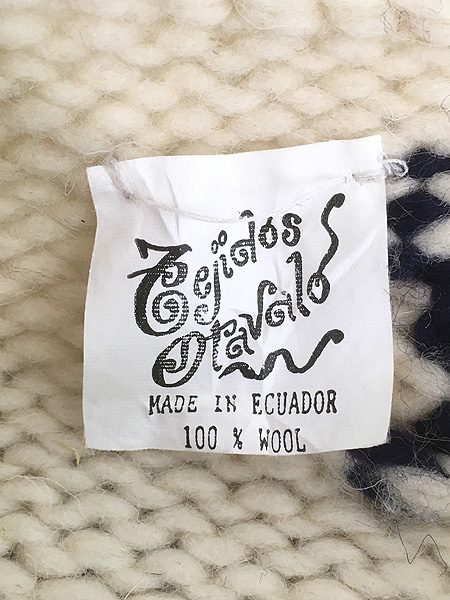 Tejidos
Otavalo
MADE IN ECUADOR
100 % WOOL